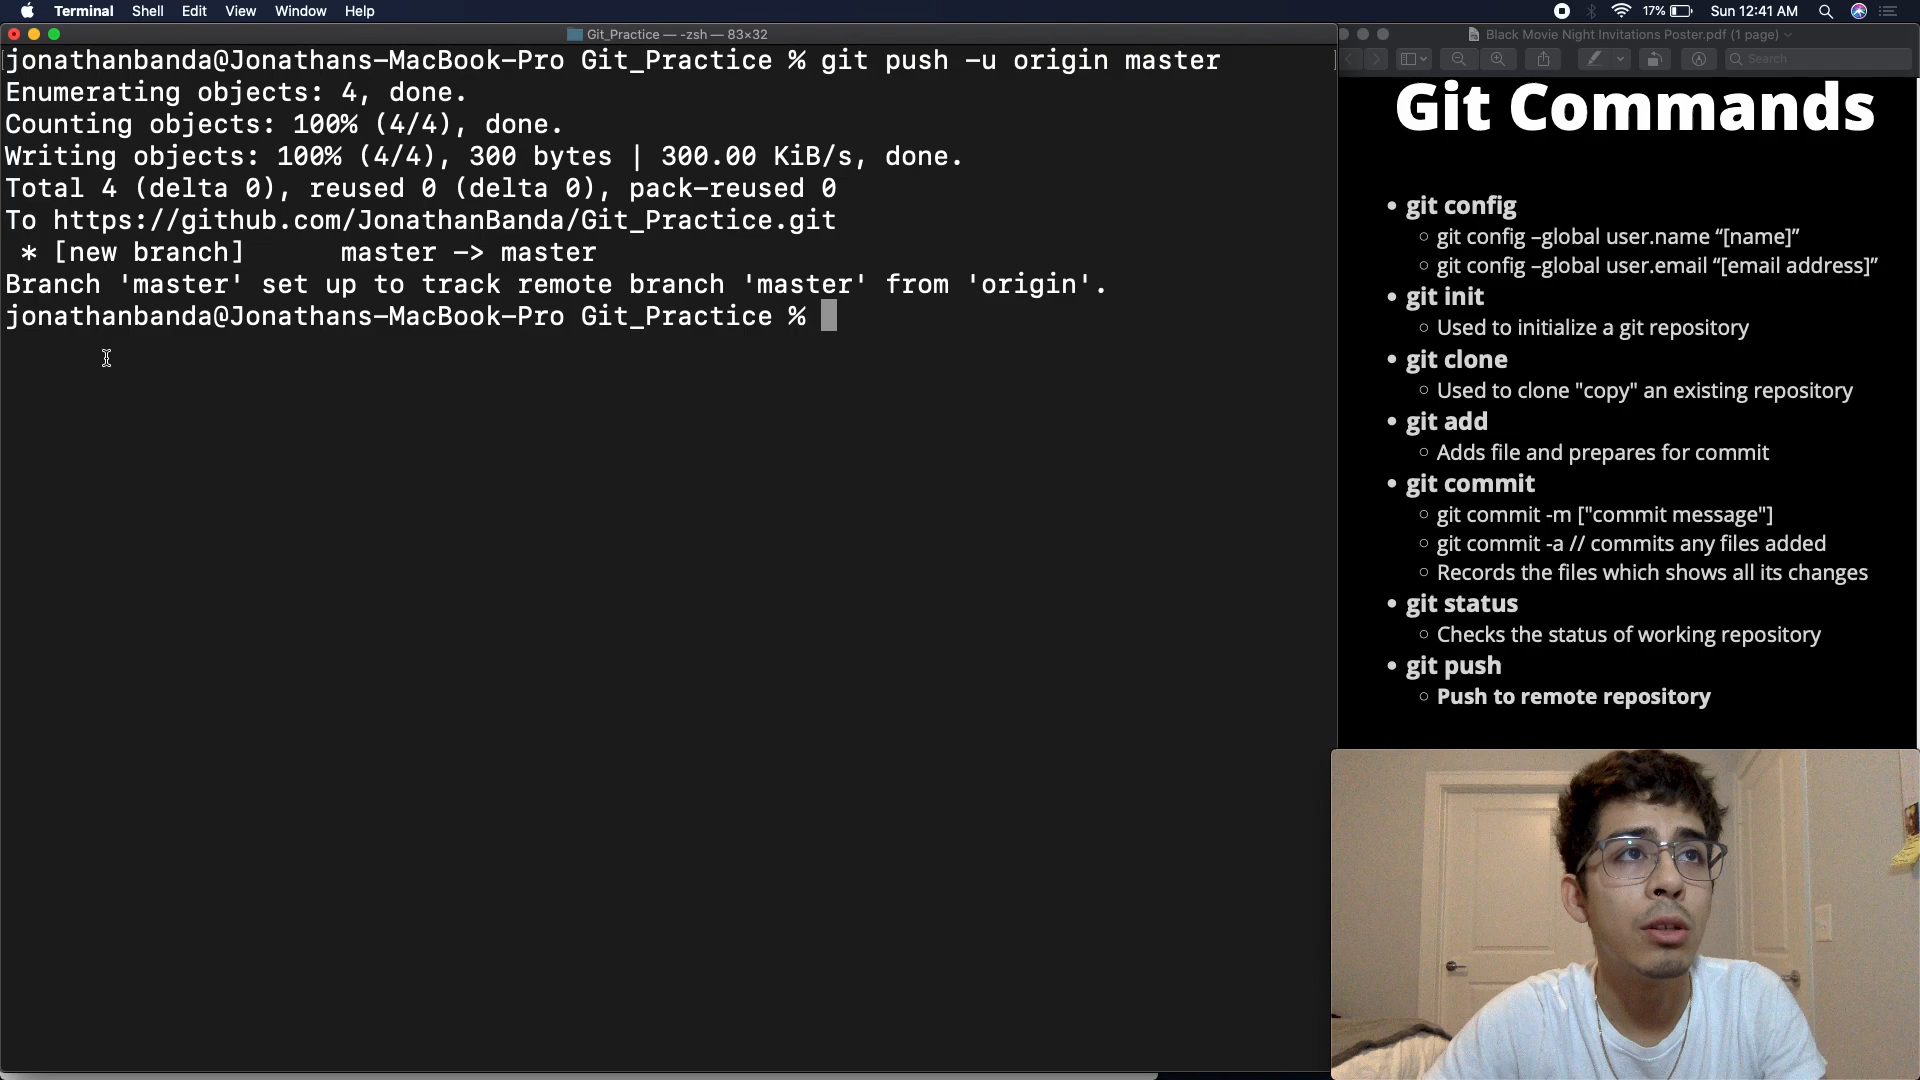 Terminal Shell Edit View Window Help
17% Sun 12:41 AM
Git_Practice — -zsh — 83×32
jonathanbanda@Jonathans-MacBook-Pro Git_Practice % git push -u origin master
Enumerating objects: 4, done.
Counting objects: 100% (4/4), done.
Writing objects: 100% (4/4), 300 bytes | 300.00 KiB/s, done.
Total 4 (delta 0), reused 0 (delta 0), pack-reused 0
To https://github.com/JonathanBanda/Git_Practice.git
* [new branch]      master -> master
Branch 'master' set up to track remote branch 'master' from 'origin'.
jonathanbanda@Jonathans-MacBook-Pro Git_Practice %
Black Movie Night Invitations Poster.pdf (1 page)
Search
Git Commands
• git config
○ git config –global user.name “[name]”
○ git config –global user.email “[email address]”
• git init
○ Used to initialize a git repository
• git clone
○ Used to clone "copy" an existing repository
• git add
○ Adds file and prepares for commit
• git commit
○ git commit -m ["commit message"]
○ git commit -a // commits any files added
○ Records the files which shows all its changes
• git status
○ Checks the status of working repository
• git push
○ Push to remote repository